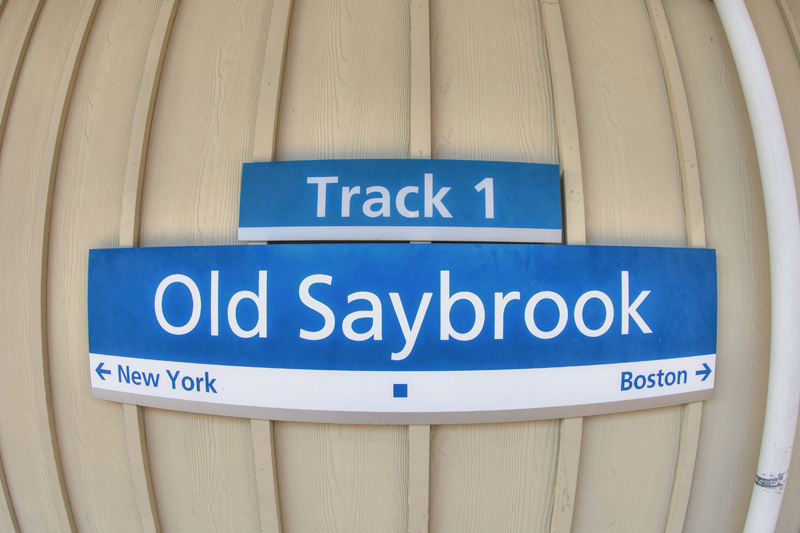 Track 1
Old Saybrook
← New York
Boston →